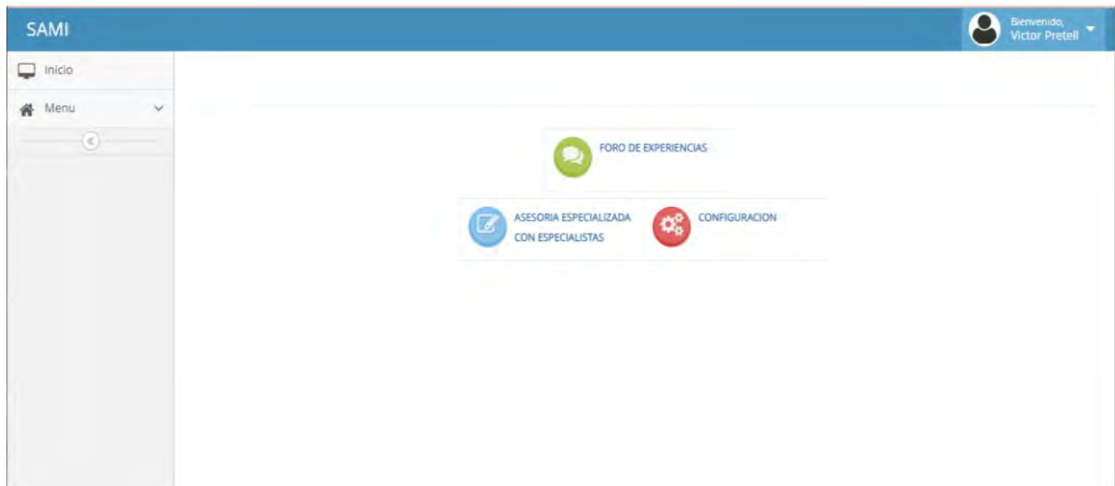 SAMI
Bienvenido,
Victor Pretell
Inicio
Menu
FORO DE EXPERIENCIAS
ASESORIA ESPECIALIZADA
CON ESPECIALISTAS
CONFIGURACION